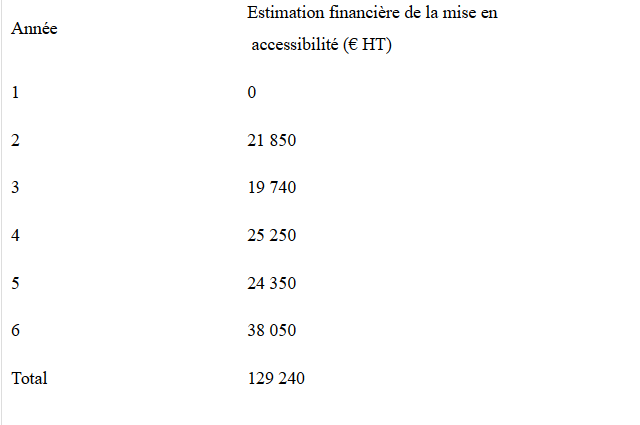 Année
Estimation financière de la mise en
accessibilité (€ HT)
1 0
2 21 850
3 19 740
4 25 250
5 24 350
6 38 050
Total 129 240